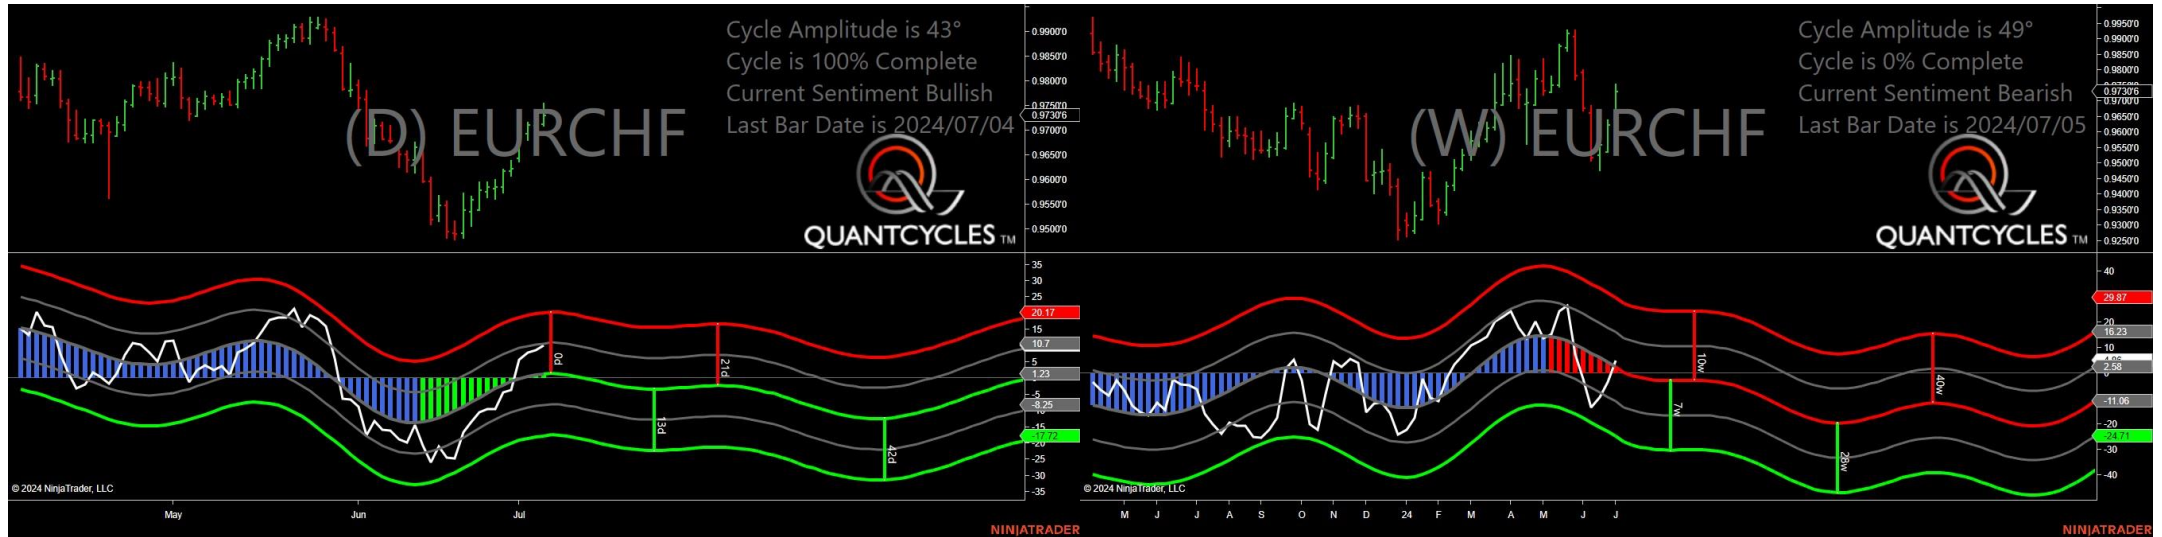 Cycle Amplitude is 43°
Cycle is 100% Complete
Current Sentiment Bullish
Last Bar Date is 2024/07/04
(D) EURCHF
QUANTCYCLES TM
0.9900'0
0.9850'0
0.9800'0
0.9750'0
0.9730'6
0.9700'0
0.9650'0
0.9600'0
0.9550'0
0.9500'0
35
30
25
20.17
15
10.7
5
1.23
-5
-8.25
-10
-15
-17.72
-20
-25
-30
-35
0d
21d
13d
42d
© 2024 NinjaTrader, LLC
May Jun Jul
NINJATRADER
Cycle Amplitude is 49°
Cycle is 0% Complete
Current Sentiment Bearish
Last Bar Date is 2024/07/05
(W) EURCHF
QUANTCYCLES TM
0.9950'0
0.9900'0
0.9850'0
0.9800'0
0.9730'6
0.9700'0
0.9650'0
0.9600'0
0.9550'0
0.9500'0
0.9450'0
0.9400'0
0.9350'0
0.9300'0
0.9250'0
40
29.87
20
16.23
10
2.58
0
-11.06
-20
-24.71
-30
-40
10w
7w
40w
28w
© 2024 NinjaTrader, LLC
M J J A S O N D 24 F M A M J J
NINJATRADER